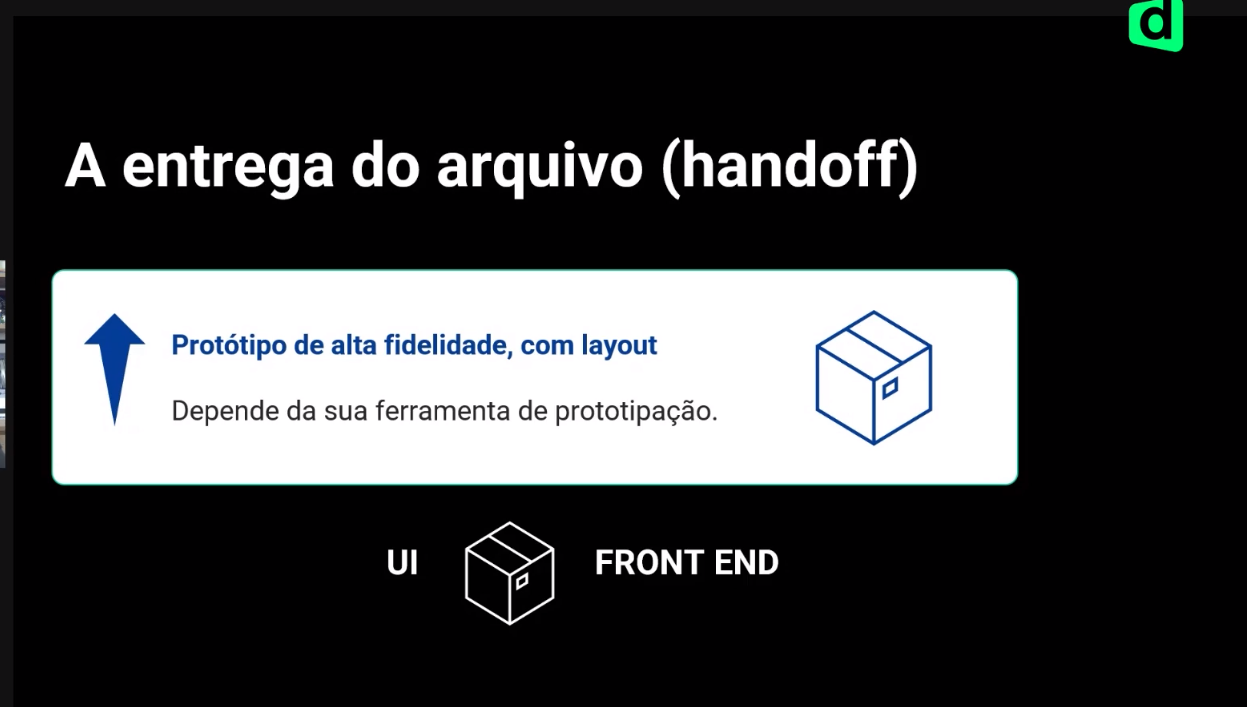 d
A entrega do arquivo (handoff)
Protótipo de alta fidelidade, com layout
Depende da sua ferramenta de prototipação.
UI
FRONT END